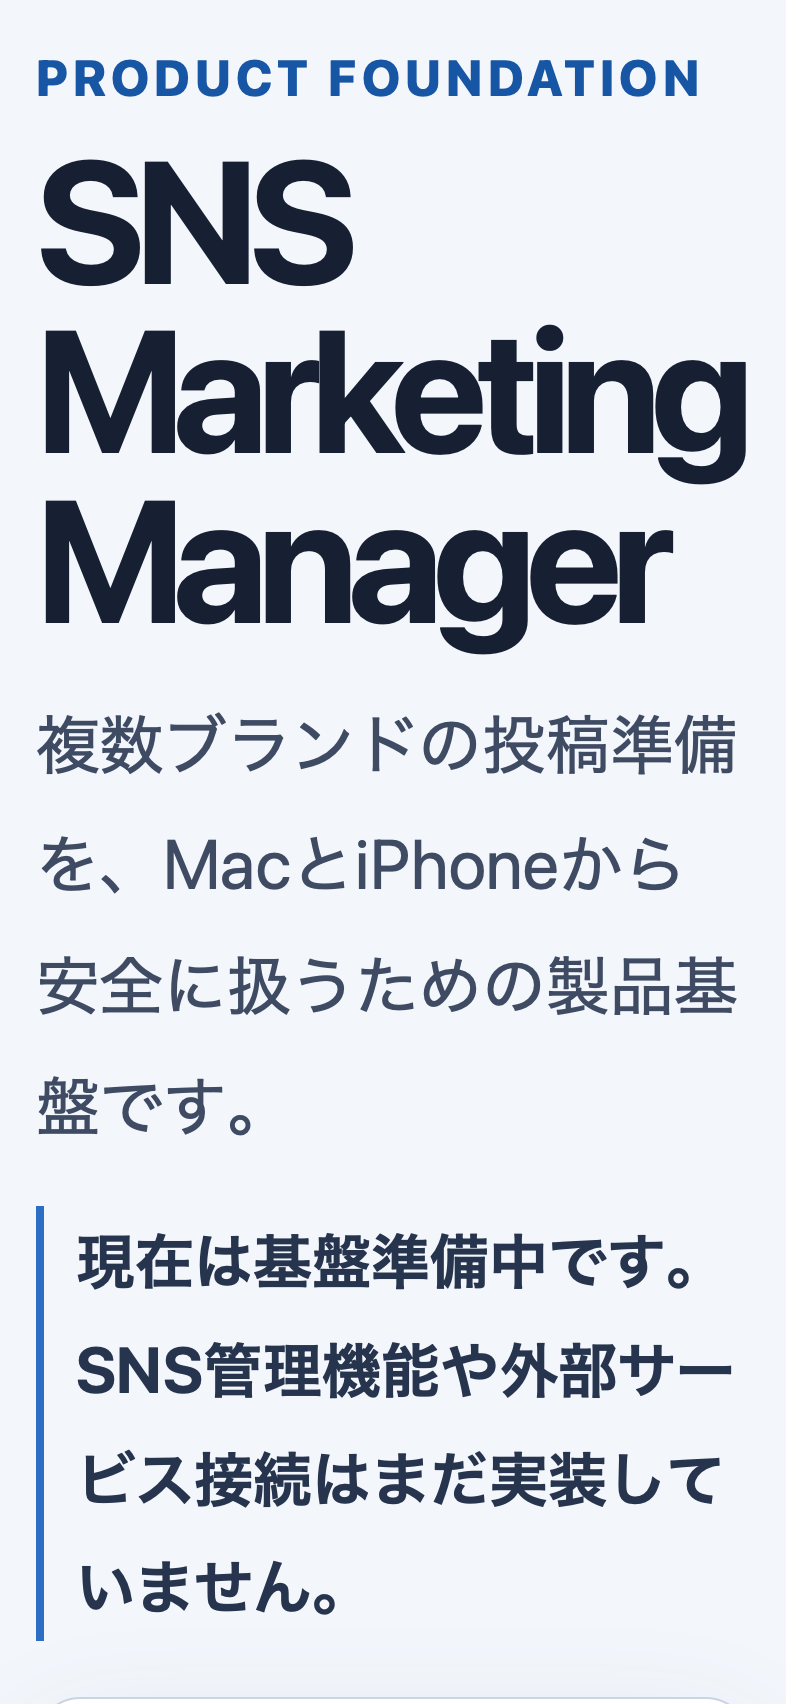 PRODUCT FOUNDATION
SNS
Marketing
Manager
複数ブランドの投稿準備
を、MacとiPhoneから
安全に扱うための製品基
盤です。
現在は基盤準備中です。
SNS管理機能や外部サー
ビス接続はまだ実装して
いません。